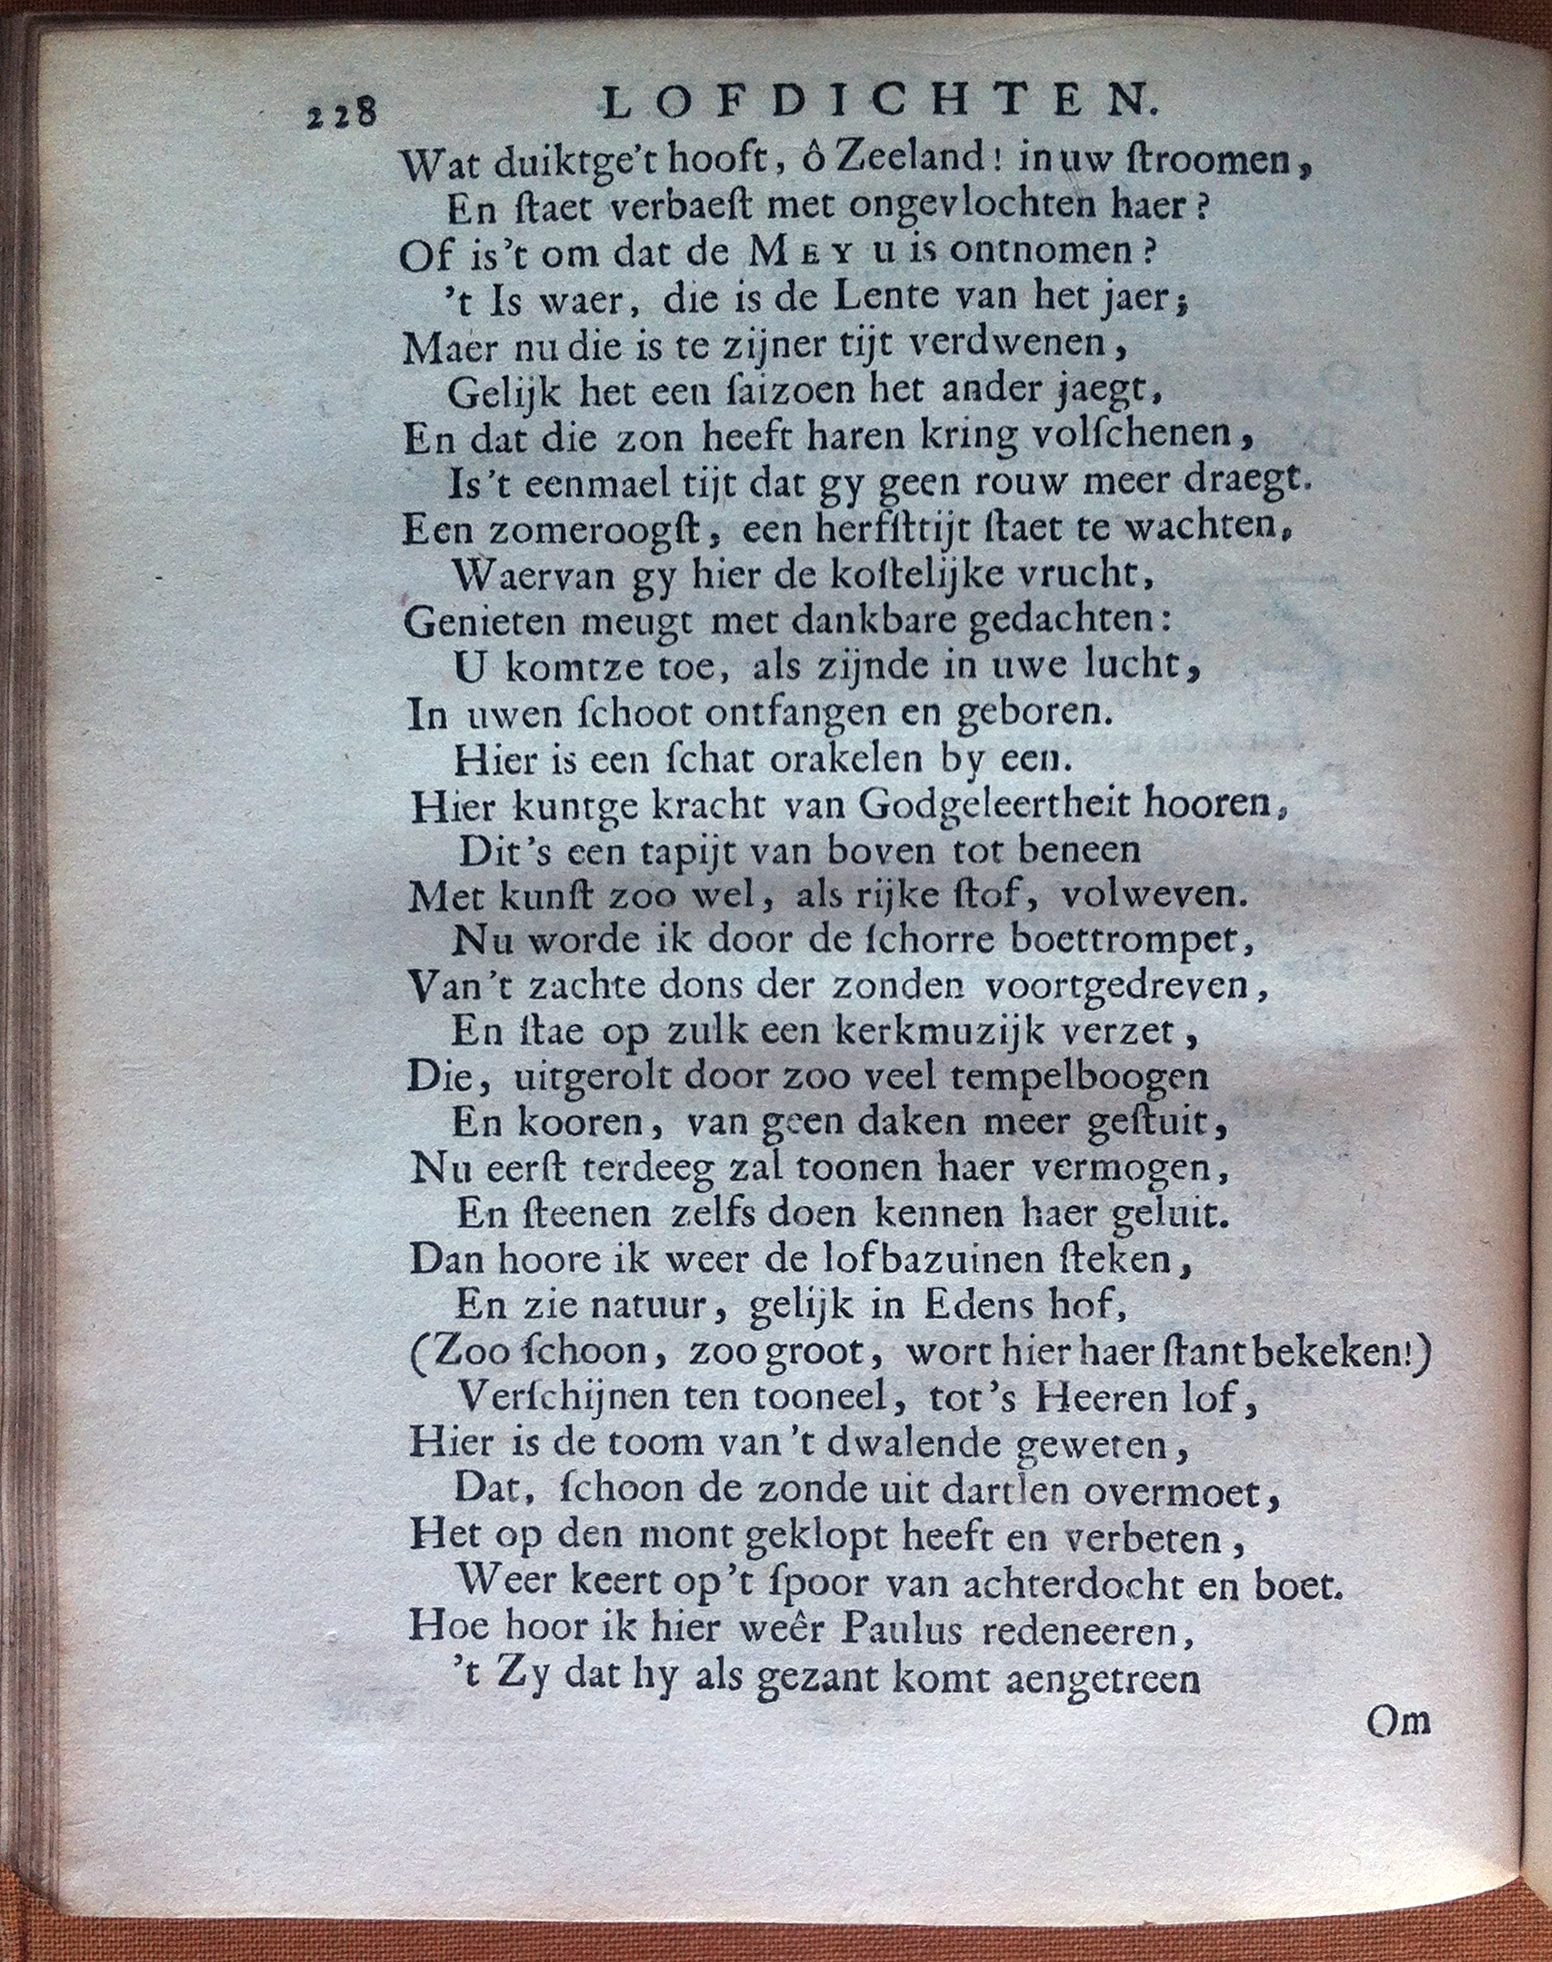 228 LOFDICHTEN.
Wat duiktge't hooft, ô Zeeland! in uw ſtroomen,
En ſtaet verbaeſt met ongevlochten haer?
Of is't om dat de MEY u is ontnomen?
't Is waer, die is de Lente van het jaer;
Maer nu die is te zijner tijt verdwenen,
Gelijk het een ſaizoen het ander jaegt,
En dat die zon heeft haren kring volſchenen,
Is't eenmael tijt dat gy geen rouw meer draegt.
Een zomeroogſt, een herfſttijt ſtaet te wachten,
Waervan gy hier de koſtelijke vrucht,
Genieten meugt met dankbare gedachten:
U komtze toe, als zijnde in uwe lucht,
In uwen ſchoot ontfangen en geboren.
Hier is een ſchat orakelen by een.
Hier kuntge kracht van Godgeleertheit hooren,
Dit's een tapijt van boven tot beneen
Met kunſt zoo wel, als rijke ſtof, volweven.
Nu worde ik door de ſchorre boettrompet,
Van't zachte dons der zonden voortgedreven,
En ſtae op zulk een kerkmuzijk verzet,
Die, uitgerolt door zoo veel tempelboogen
En kooren, van geen daken meer geſtuit,
Nu eerſt terdeeg zal toonen haer vermogen,
En ſteenen zelfs doen kennen haer geluit.
Dan hoore ik weer de lofbazuinen ſteken,
En zie natuur, gelijk in Edens hof,
(Zoo ſchoon, zoo groot, wort hier haer ſtant bekeken!)
Verſchijnen ten tooneel, tot's Heeren lof,
Hier is de toom van't dwalende geweten,
Dat, ſchoon de zonde uit dartlen overmoet,
Het op den mont geklopt heeft en verbeten,
Weer keert op't ſpoor van achterdocht en boet.
Hoe hoor ik hier weêr Paulus redeneeren,
't Zy dat hy als gezant komt aengetreen
Om